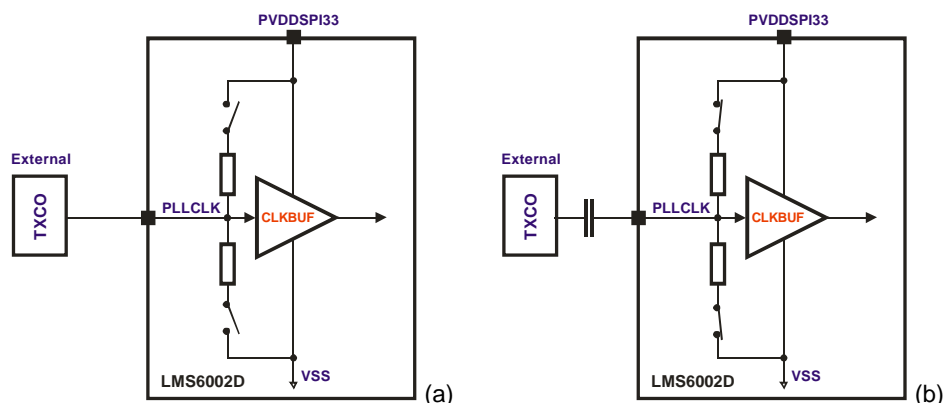 PVDDSPI33
External
TXCO
PLLCLK
CLKBUF
VSS
LMS6002D
(a)
PVDDSPI33
External
TXCO
PLLCLK
CLKBUF
VSS
LMS6002D
(b)